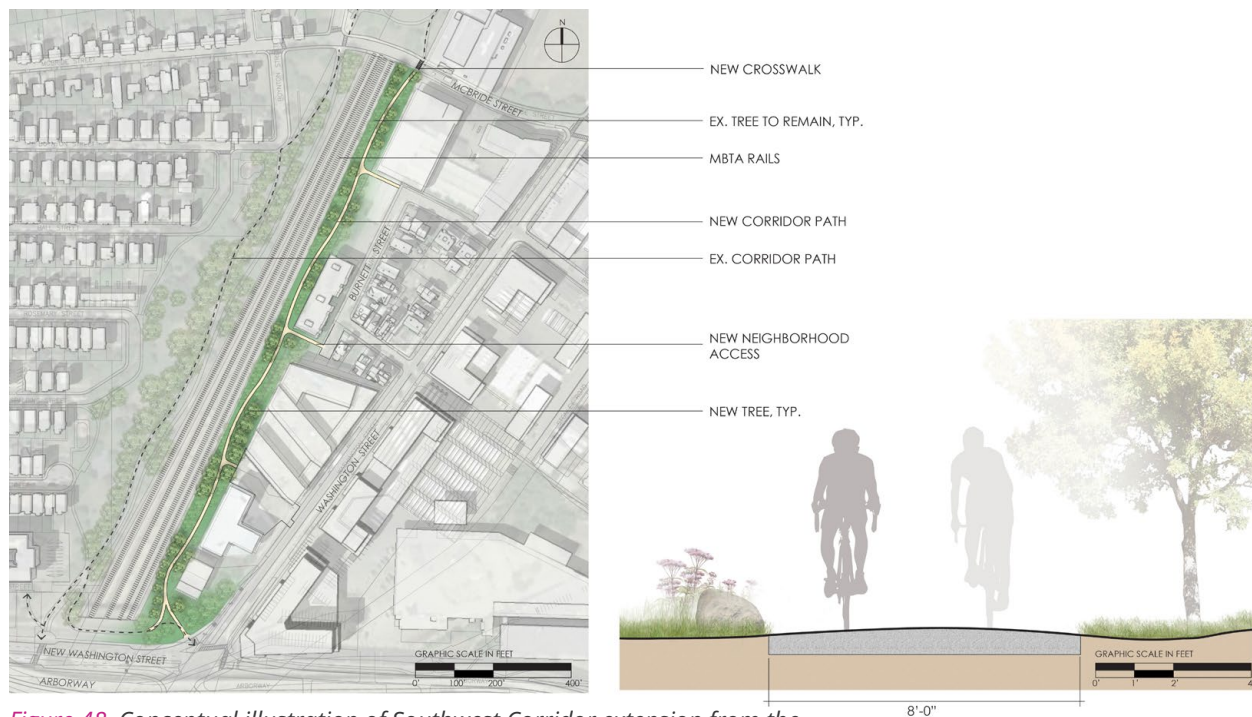 N
MCBRIDE STREET
BURNETT STREET
WASHINGTON STREET
NEW WASHINGTON STREET
ARBORWAY
ARBORWAY
GRAPHIC SCALE IN FEET
0' 100' 200' 400'
NEW CROSSWALK
EX. TREE TO REMAIN, TYP.
MBTA RAILS
NEW CORRIDOR PATH
EX. CORRIDOR PATH
NEW NEIGHBORHOOD
ACCESS
NEW TREE, TYP.
GRAPHIC SCALE IN FEET
0' 1' 2'
8'-0"
Figure 48. Conceptual illustration of Southwest Corridor extension from the